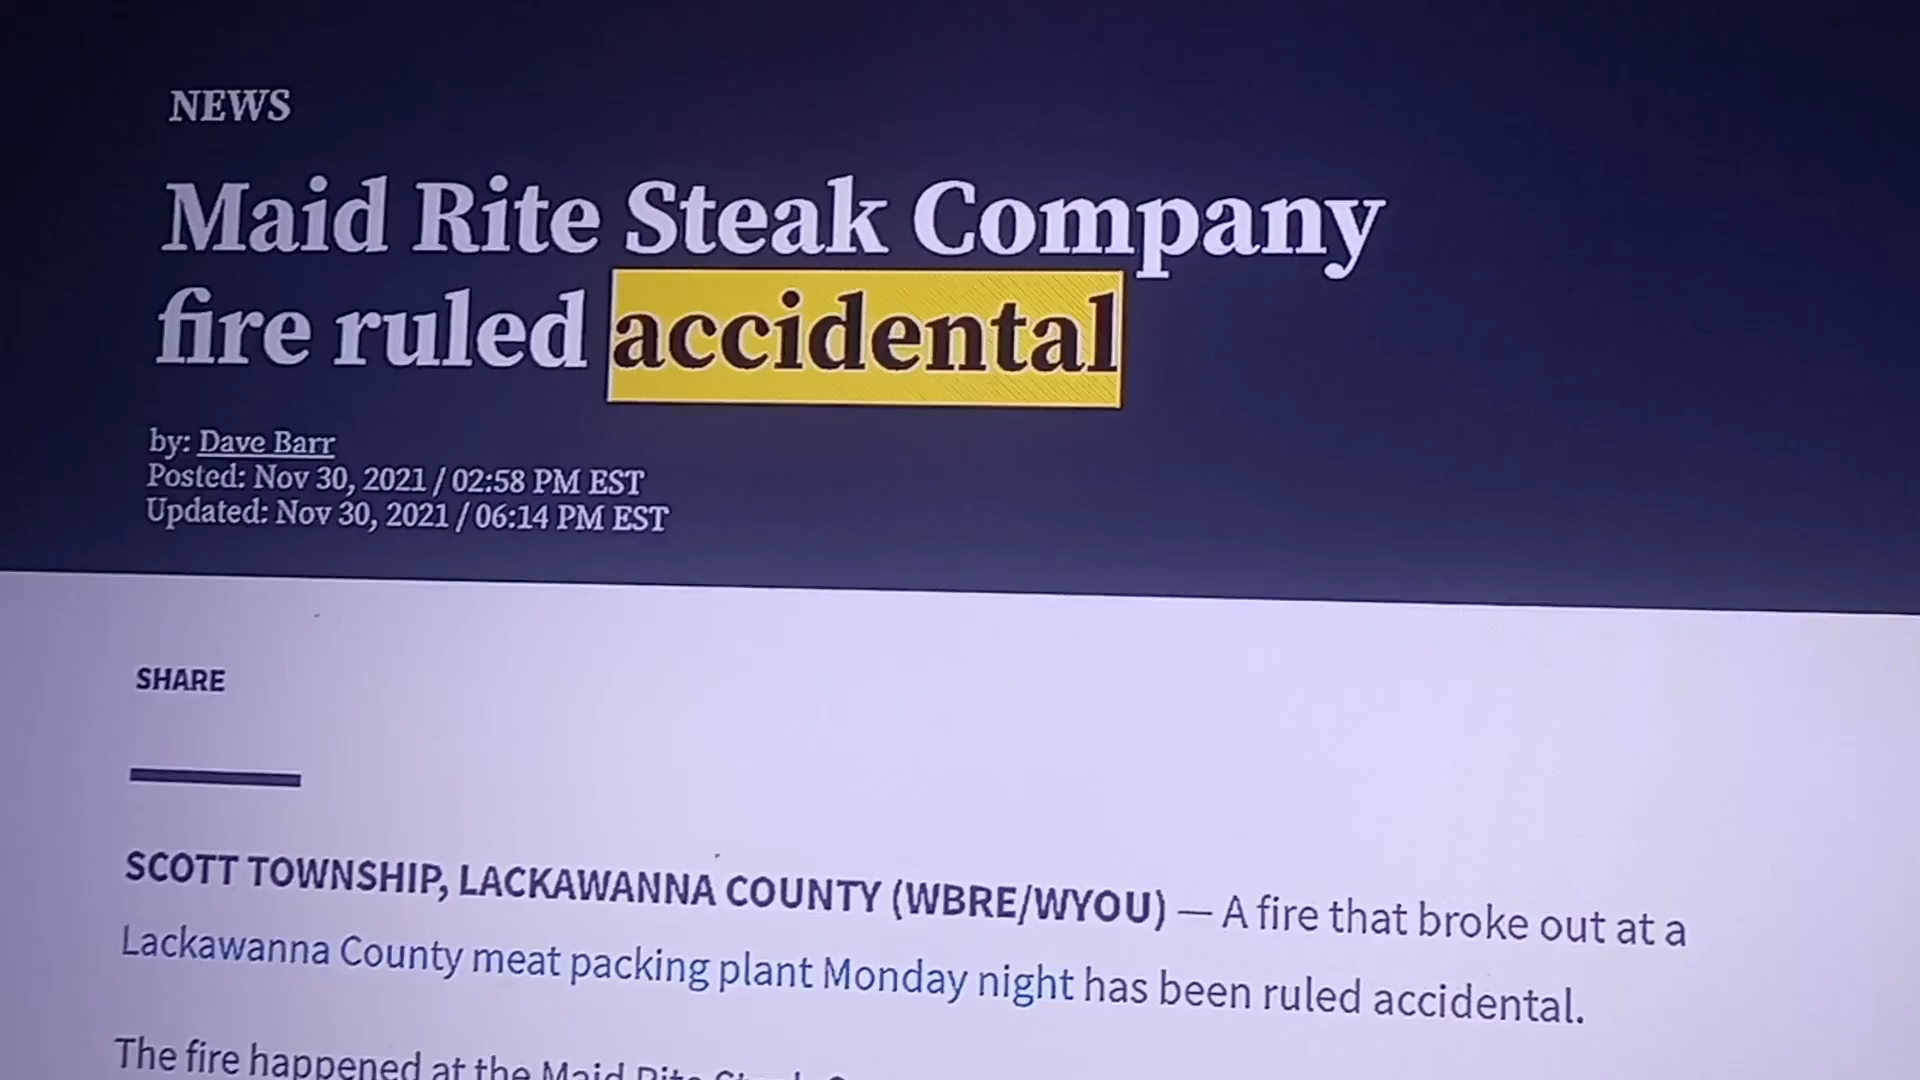 NEWS
Maid Rite Steak Company
fire ruled accidental
by: Dave Barr
Posted: Nov 30, 2021 / 02:58 PM EST
Updated: Nov 30, 2021 / 06:14 PM EST
SHARE
SCOTT TOWNSHIP, LACKAWANNA COUNTY (WBRE/WYOU) — A fire that broke out at a
Lackawanna County meat packing plant Monday night has been ruled accidental.
The fire happened at the Maid Rite